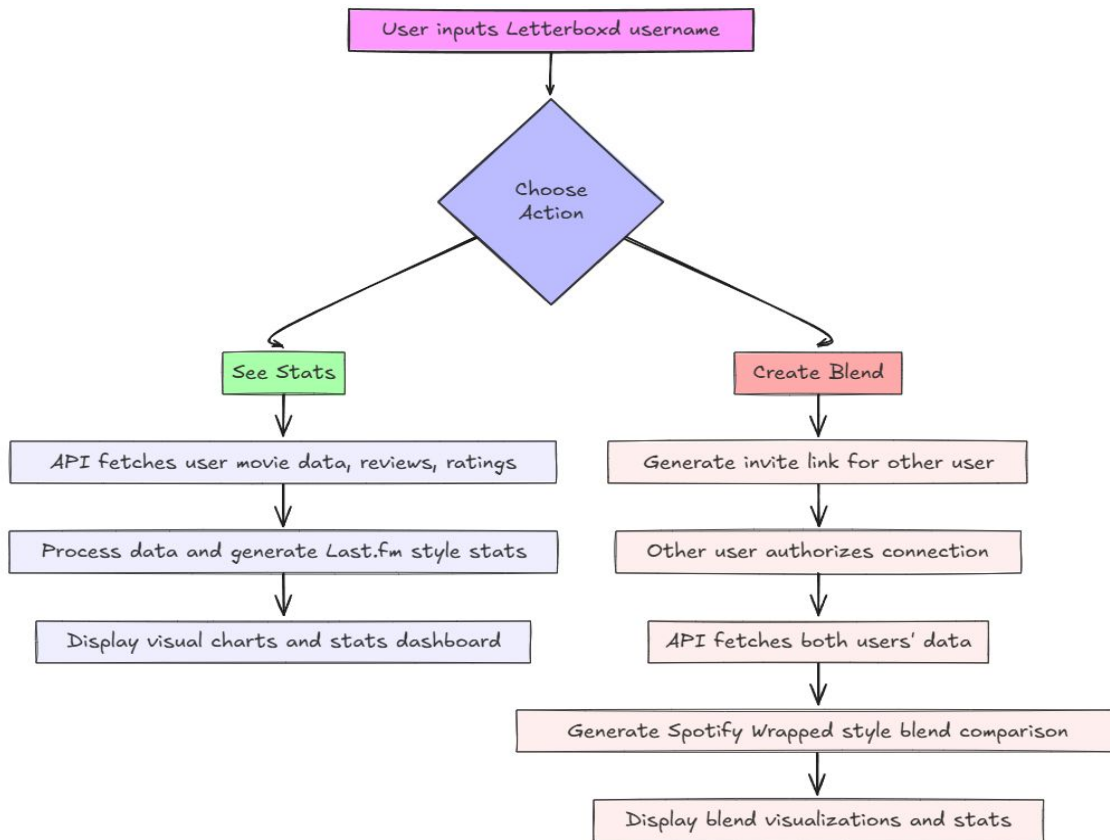 User inputs Letterboxd username
Choose
Action
See Stats
Create Blend
API fetches user movie data, reviews, ratings
Generate invite link for other user
Process data and generate Last.fm style stats
Other user authorizes connection
Display visual charts and stats dashboard
API fetches both users' data
Generate Spotify Wrapped style blend comparison
Display blend visualizations and stats